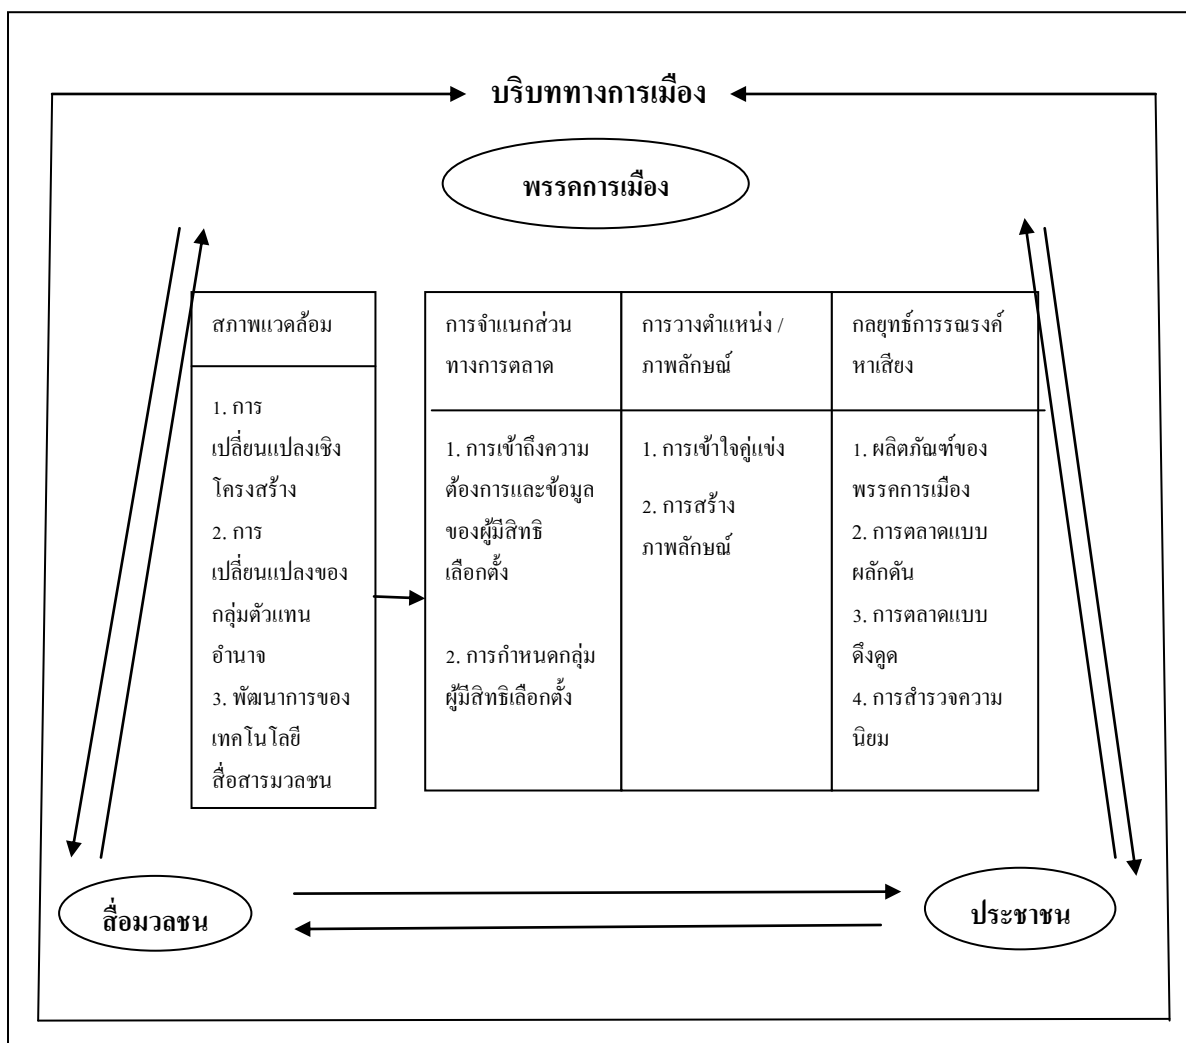 บริบททางการเมือง
พรรคการเมือง
สภาพแวดล้อม
1. การ
เปลี่ยนแปลงเชิง
โครงสร้าง
2. การ
เปลี่ยนแปลงของ
กลุ่มตัวแทน
อำนาจ
3. พัฒนาการของ
เทคโนโลยี
สื่อสารมวลชน
การจำแนกส่วน
ทางการตลาด
1. การเข้าถึงความ
ต้องการและข้อมูล
ของผู้มีสิทธิ
เลือกตั้ง
2. การกำหนดกลุ่ม
ผู้มีสิทธิเลือกตั้ง
การวางตำแหน่ง /
ภาพลักษณ์
1. การเข้าใจคู่แข่ง
2. การสร้าง
ภาพลักษณ์
กลยุทธ์การรณรงค์
หาเสียง
1. ผลิตภัณฑ์ของ
พรรคการเมือง
2. การตลาดแบบ
ผลักดัน
3. การตลาดแบบ
ดึงดูด
4. การสำรวจความ
นิยม
สื่อมวลชน
ประชาชน